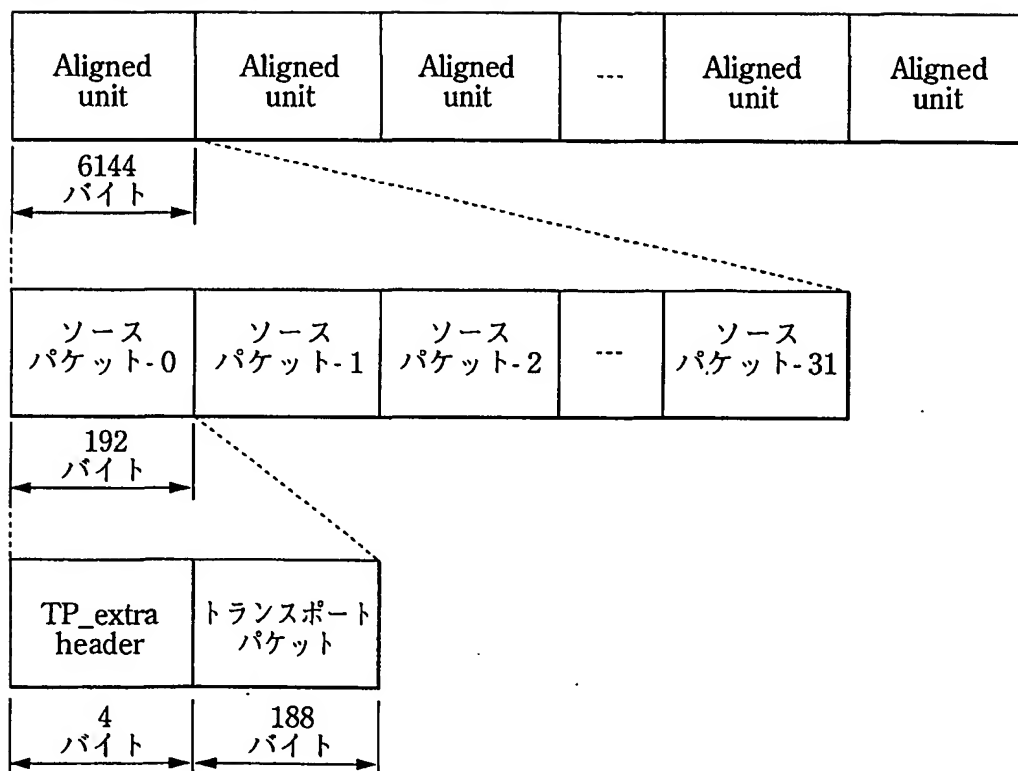 Aligned unit
Aligned unit
Aligned unit
---
Aligned unit
Aligned unit
6144
バイト
ソース
パケット-0
ソース
パケット-1
ソース
パケット-2
---
ソース
パケット-31
192
バイト
TP_extra
header
トランスポート
パケット
4
バイト
188
バイト